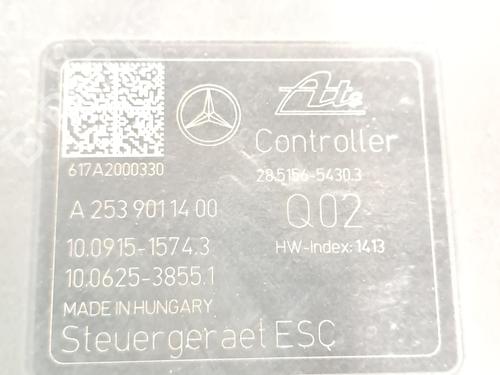 Ate
Controller
617A2000330
28.5156-5430.3
A 253 901 14 00
Q02
10.0915-1574.3
HW-Index: 1413
10.0625-3855.1
MADE IN HUNGARY
Steuergeraet ESC